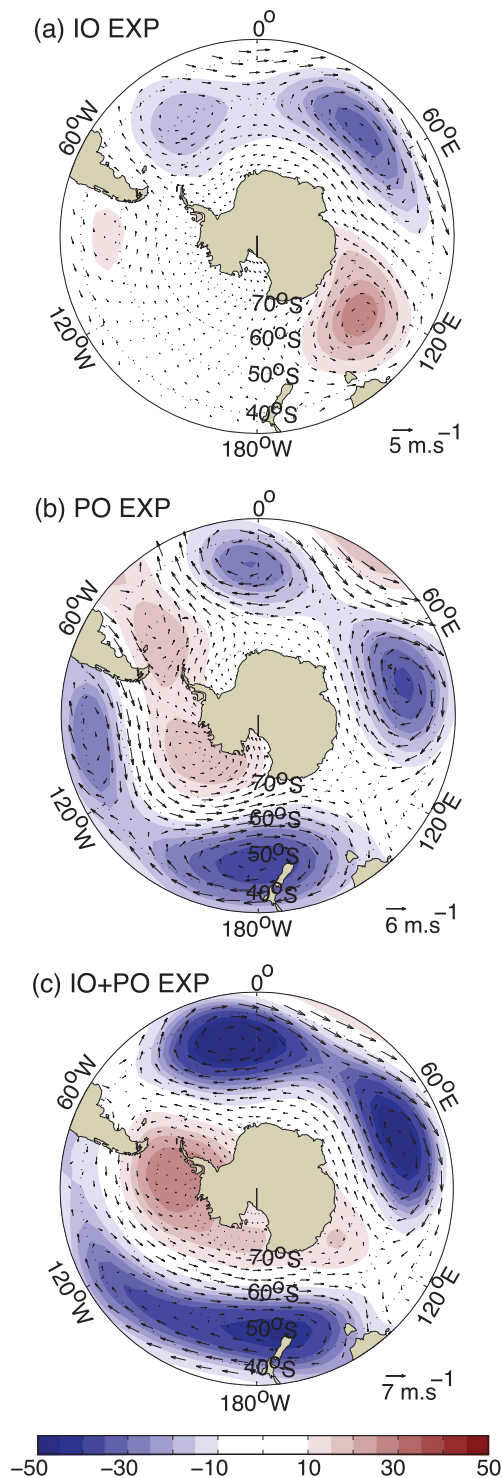 (a) IO EXP
0°
60°W
60°E
70°S
60°S
120°W
120°E
50°S
40°S
180°W
5 m.s⁻¹
(b) PO EXP
0°
60°W
60°E
70°S
120°W
120°E
60°S
50°S
40°S
180°W
6 m.s⁻¹
(c) IO+PO EXP
0°
60°W
60°E
70°S
120°W
120°E
60°S
50°S
40°S
180°W
7 m.s⁻¹
−50 −30 −10 10 30 50